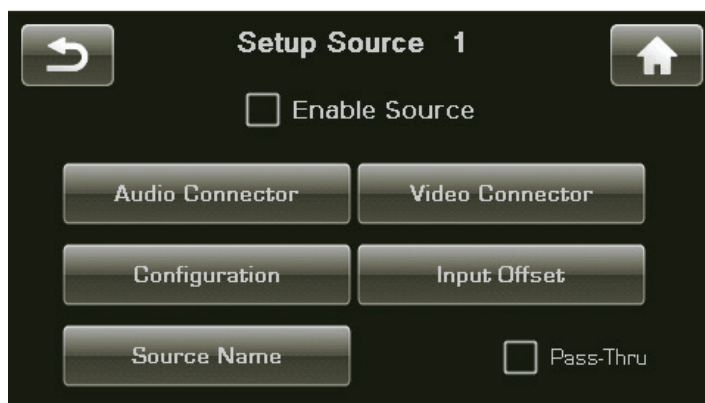 Setup Source 1
Enable Source
Audio Connector
Video Connector
Configuration
Input Offset
Source Name
Pass-Thru